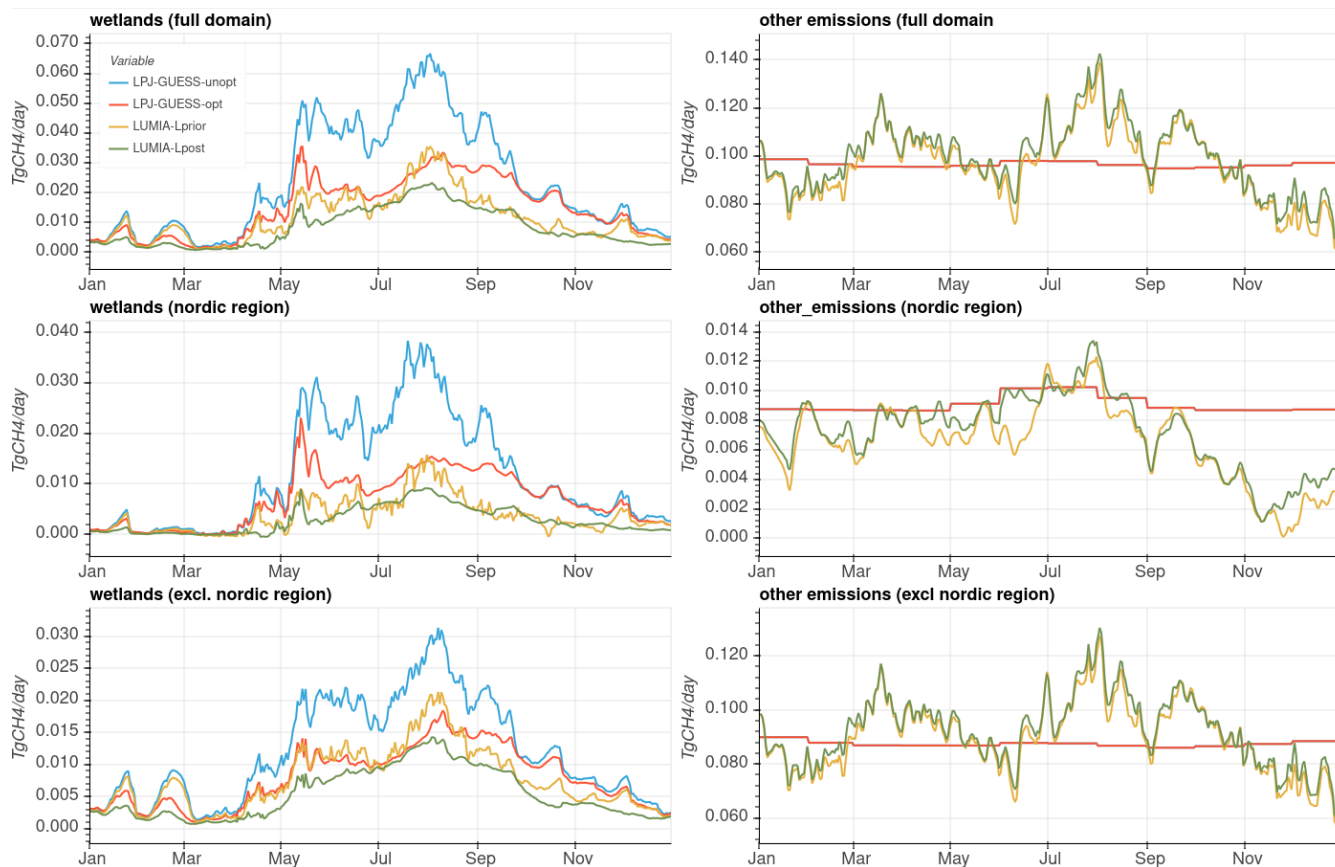 wetlands (full domain)
TgCH4/day
0.070
0.060
0.050
0.040
0.030
0.020
0.010
0.000
Variable
LPJ-GUESS-unopt
LPJ-GUESS-opt
LUMIA-Lprior
LUMIA-Lpost
Jan Mar May Jul Sep Nov
other emissions (full domain
TgCH4/day
0.140
0.120
0.100
0.080
0.060
Jan Mar May Jul Sep Nov
wetlands (nordic region)
TgCH4/day
0.040
0.030
0.020
0.010
0.000
Jan Mar May Jul Sep Nov
other_emissions (nordic region)
TgCH4/day
0.014
0.012
0.010
0.008
0.006
0.004
0.002
0.000
Jan Mar May Jul Sep Nov
wetlands (excl. nordic region)
TgCH4/day
0.030
0.025
0.020
0.015
0.010
0.005
0.000
Jan Mar May Jul Sep Nov
other emissions (excl nordic region)
TgCH4/day
0.120
0.100
0.080
0.060
Jan Mar May Jul Sep Nov